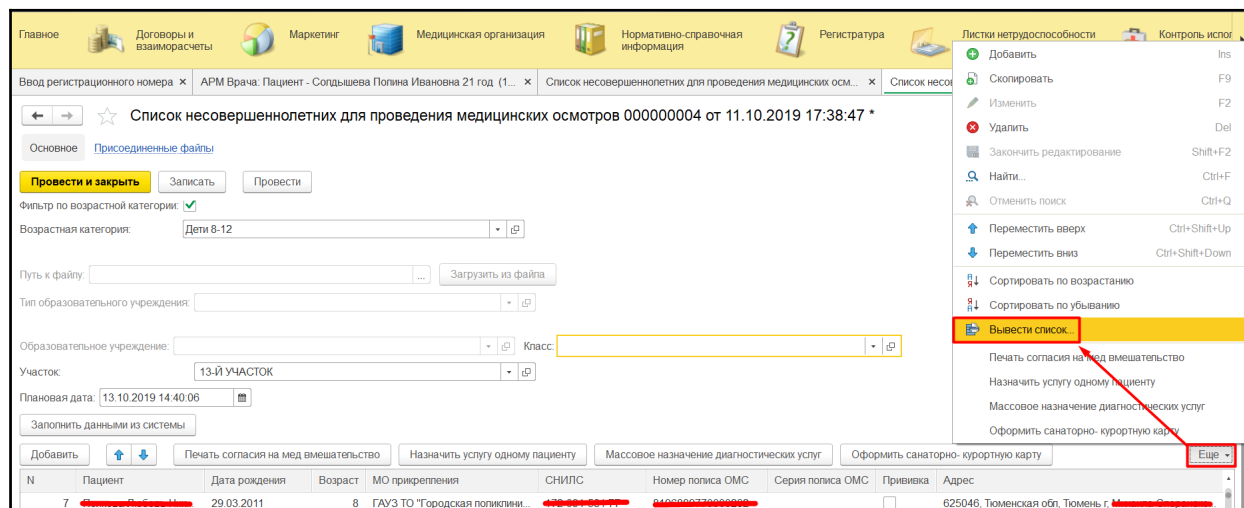 Главное
Договоры и взаиморасчеты
Маркетинг
Медицинская организация
Нормативно-справочная информация
Регистратура
Листки нетрудоспособности
Контроль испол
Ввод регистрационного номера × АРМ Врача: Пациент - Солдышева Полина Ивановна 21 год (1... × Список несовершеннолетних для проведения медицинских осм... × Список несов
Список несовершеннолетних для проведения медицинских осмотров 000000004 от 11.10.2019 17:38:47 *
Основное Присоединенные файлы
Провести и закрыть Записать Провести
Фильтр по возрастной категории:
Возрастная категория: Дети 8-12
Путь к файлу: ... Загрузить из файла
Тип образовательного учреждения:
Образовательное учреждение: Класс:
Участок: 13-Й УЧАСТОК
Плановая дата: 13.10.2019 14:40:06
Заполнить данными из системы
Добавить Печать согласия на мед вмешательство Назначить услугу одному пациенту Массовое назначение диагностических услуг Оформить санаторно- курортную карту Еще
N Пациент Дата рождения Возраст МО прикрепления СНИЛС Номер полиса ОМС Серия полиса ОМС Прививка Адрес
7 29.03.2011 8 ГАУЗ ТО "Городская поликлини... 625046, Тюменская обл, Тюмень г,
Добавить Ins
Скопировать F9
Изменить F2
Удалить Del
Закончить редактирование Shift+F2
Найти... Ctrl+F
Отменить поиск Ctrl+Q
Переместить вверх Ctrl+Shift+Up
Переместить вниз Ctrl+Shift+Down
Сортировать по возрастанию
Сортировать по убыванию
Вывести список...
Печать согласия на мед вмешательство
Назначить услугу одному пациенту
Массовое назначение диагностических услуг
Оформить санаторно- курортную карту